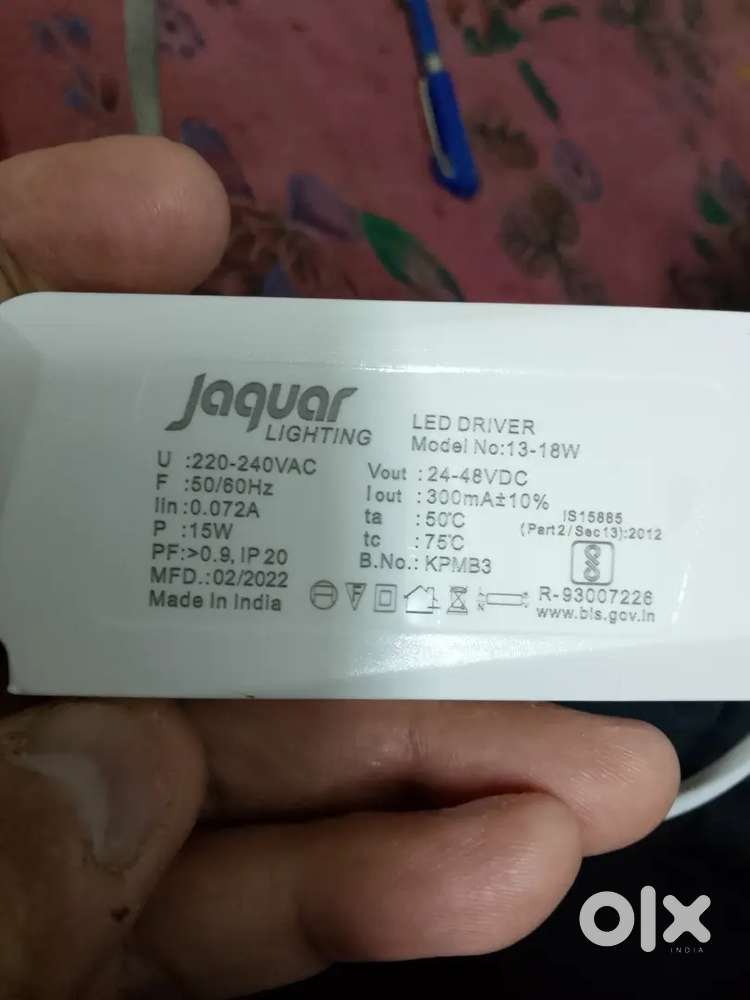 Jaquar
LIGHTING
LED DRIVER
Model No:13-18W
U :220-240VAC
F :50/60Hz
Iin:0.072A
P :15W
PF:>0.9, IP 20
MFD.:02/2022
Made In India
Vout :24-48VDC
Iout :300mA±10%
ta :50℃
tc :75℃
B.No.: KPMB3
IS15885
(Part2/Sec13):2012
R-93007226
www.bis.gov.in
olx
INDIA